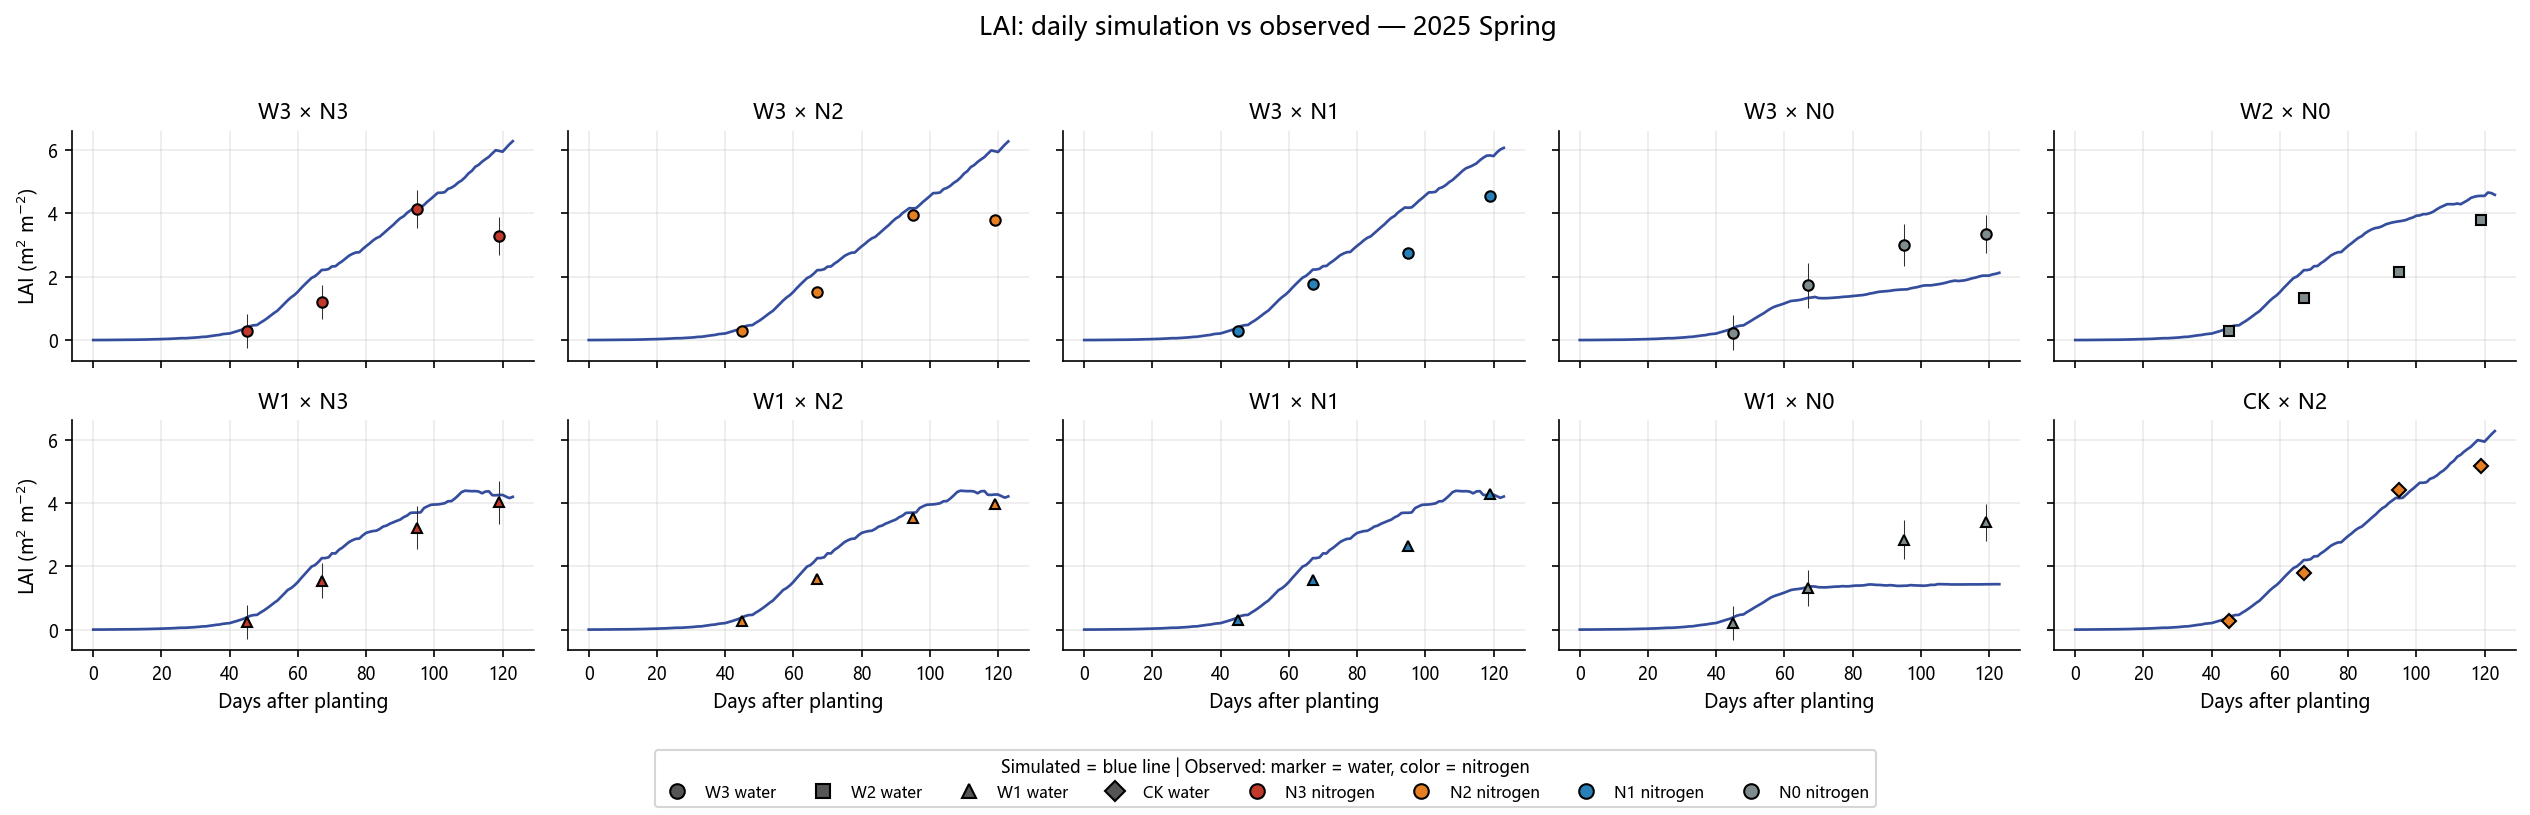 LAI: daily simulation vs observed — 2025 Spring
W3 × N3
W3 × N2
W3 × N1
W3 × N0
W2 × N0
LAI (m² m⁻²)
6
4
2
0
W1 × N3
W1 × N2
W1 × N1
W1 × N0
CK × N2
LAI (m² m⁻²)
6
4
2
0
0 20 40 60 80 100 120
0 20 40 60 80 100 120
0 20 40 60 80 100 120
0 20 40 60 80 100 120
0 20 40 60 80 100 120
Days after planting
Days after planting
Days after planting
Days after planting
Days after planting
Simulated = blue line | Observed: marker = water, color = nitrogen
W3 water W2 water W1 water CK water N3 nitrogen N2 nitrogen N1 nitrogen N0 nitrogen